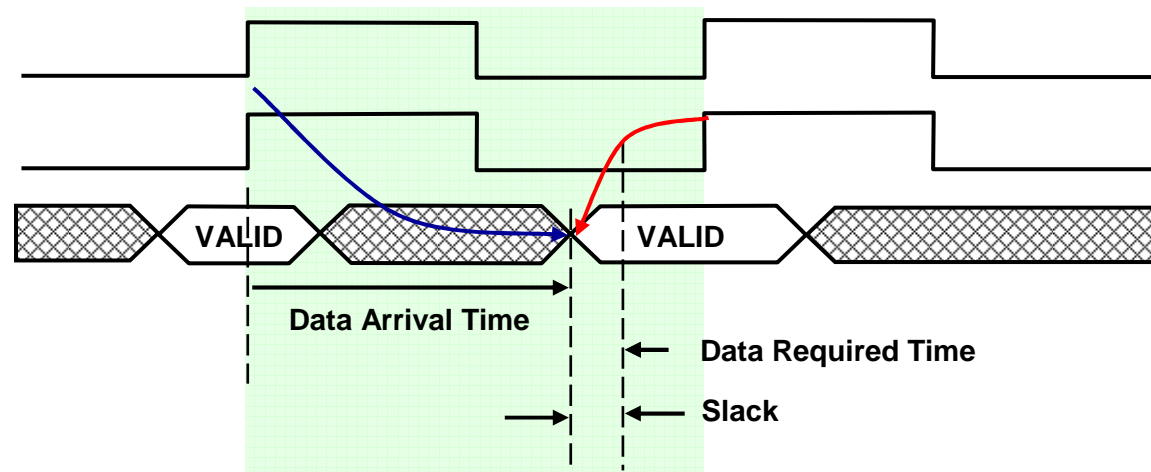 VALID
VALID
Data Arrival Time
Data Required Time
Slack